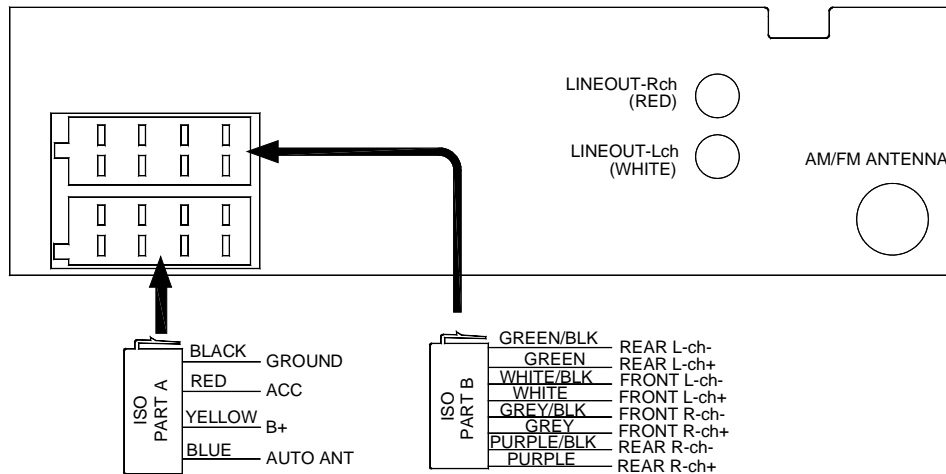 LINEOUT-Rch
(RED)
LINEOUT-Lch
(WHITE)
AM/FM ANTENNA
ISO
PART A
BLACK GROUND
RED ACC
YELLOW B+
BLUE AUTO ANT
ISO
PART B
GREEN/BLK REAR L-ch-
GREEN REAR L-ch+
WHITE/BLK FRONT L-ch-
WHITE FRONT L-ch+
GREY/BLK FRONT R-ch-
GREY FRONT R-ch+
PURPLE/BLK REAR R-ch-
PURPLE REAR R-ch+